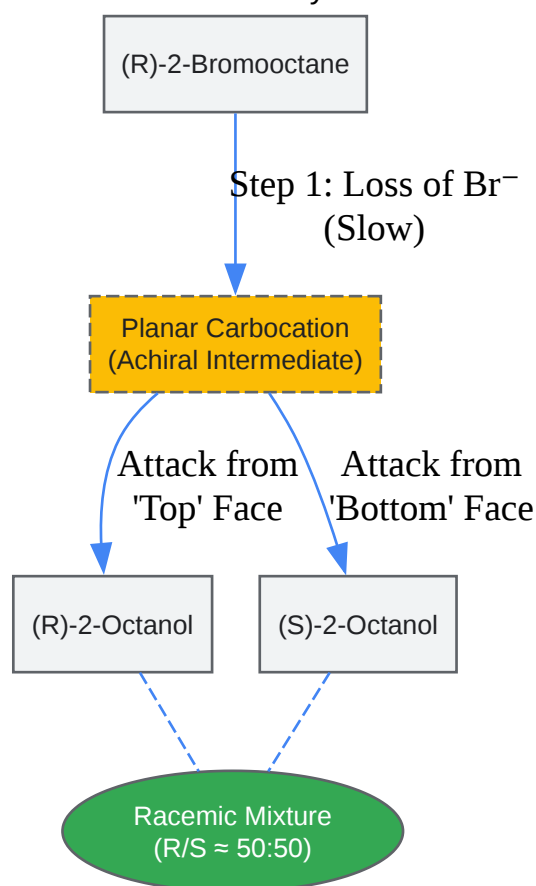 (R)-2-Bromooctane
Step 1: Loss of Br⁻
(Slow)
Planar Carbocation
(Achiral Intermediate)
Attack from
'Top' Face
Attack from
'Bottom' Face
(R)-2-Octanol
(S)-2-Octanol
Racemic Mixture
(R/S ≈ 50:50)